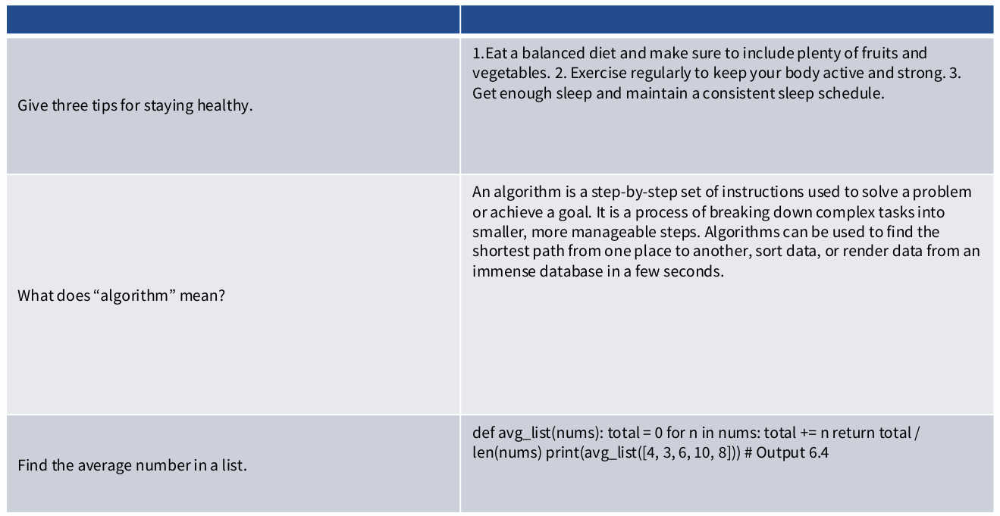 Give three tips for staying healthy.
1.Eat a balanced diet and make sure to include plenty of fruits and
vegetables. 2. Exercise regularly to keep your body active and strong. 3.
Get enough sleep and maintain a consistent sleep schedule.
What does “algorithm” mean?
An algorithm is a step-by-step set of instructions used to solve a problem
or achieve a goal. It is a process of breaking down complex tasks into
smaller, more manageable steps. Algorithms can be used to find the
shortest path from one place to another, sort data, or render data from an
immense database in a few seconds.
Find the average number in a list.
def avg_list(nums): total = 0 for n in nums: total += n return total /
len(nums) print(avg_list([4, 3, 6, 10, 8])) # Output 6.4